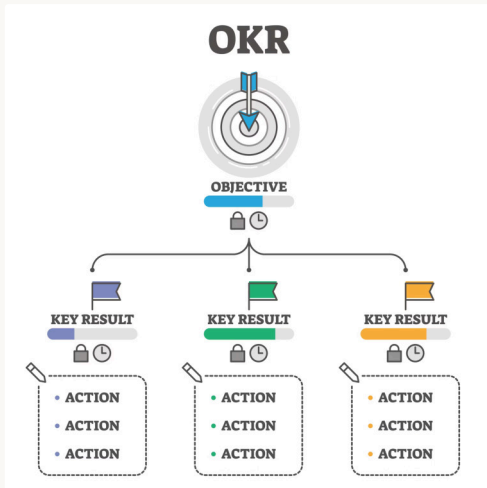 OKR
OBJECTIVE
KEY RESULT
• ACTION
• ACTION
• ACTION
KEY RESULT
• ACTION
• ACTION
• ACTION
KEY RESULT
• ACTION
• ACTION
• ACTION